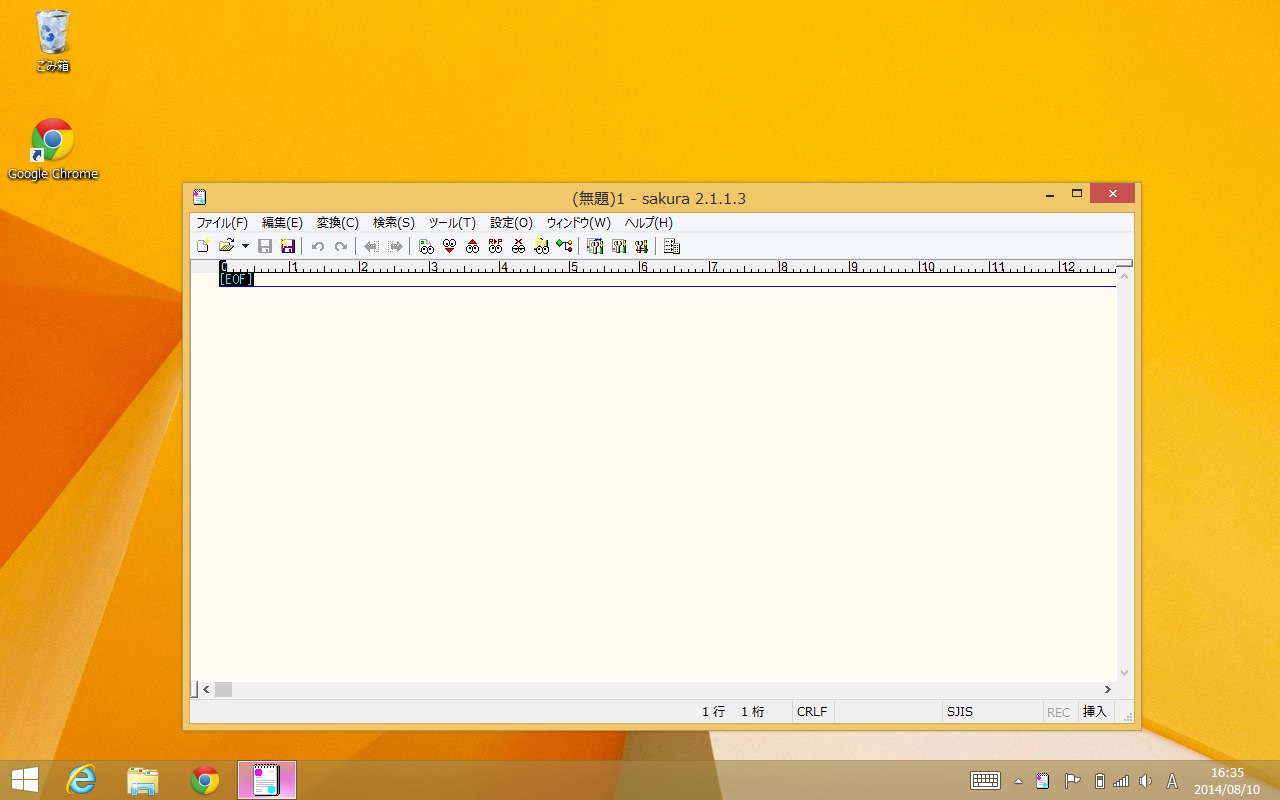 ごみ箱
Google Chrome
(無題)1 - sakura 2.1.1.3
ファイル(F) 編集(E) 変換(C) 検索(S) ツール(T) 設定(O) ウィンドウ(W) ヘルプ(H)
0 1 2 3 4 5 6 7 8 9 10 11 12
[EOF]
1 行 1 桁 CRLF SJIS REC 挿入
A
16:35
2014/08/10